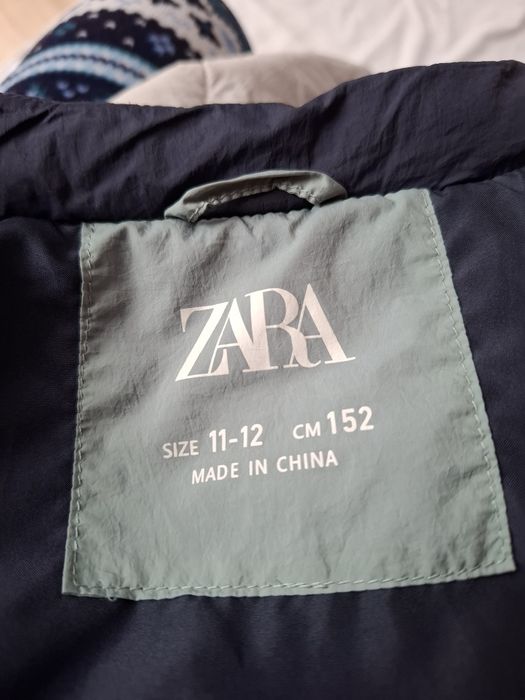 ZARA
SIZE 11-12 CM 152
MADE IN CHINA